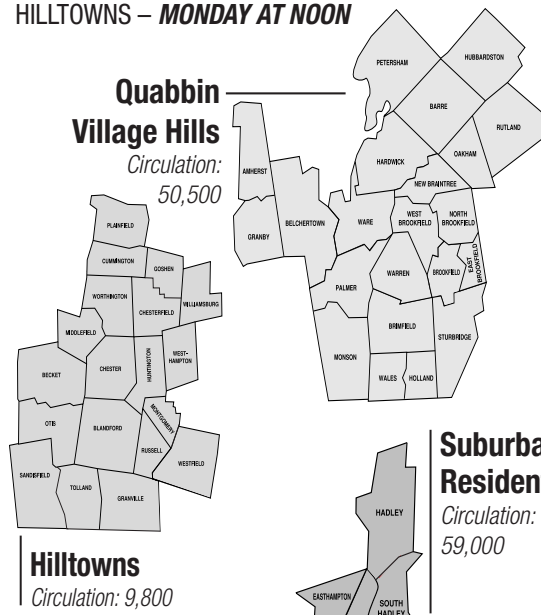 HILLTOWNS – MONDAY AT NOON
Quabbin
Village Hills
Circulation:
50,500
PETERSHAM
HUBBARDSTON
BARRE
RUTLAND
HARDWICK
OAKHAM
NEW BRAINTREE
AMHERST
BELCHERTOWN
WARE
WEST
BROOKFIELD
NORTH
BROOKFIELD
GRANBY
EAST
BROOKFIELD
BROOKFIELD
WARREN
PALMER
BRIMFIELD
STURBRIDGE
MONSON
WALES
HOLLAND
PLAINFIELD
CUMMINGTON
GOSHEN
WORTHINGTON
CHESTERFIELD
WILLIAMSBURG
MIDDLEFIELD
WEST-
HAMPTON
HUNTINGTON
CHESTER
BECKET
MONTGOMERY
OTIS
BLANDFORD
RUSSELL
WESTFIELD
SANDISFIELD
TOLLAND
GRANVILLE
Hilltowns
Circulation: 9,800
Suburba
Residen
Circulation:
59,000
HADLEY
EASTHAMPTON
SOUTH
HADLEY